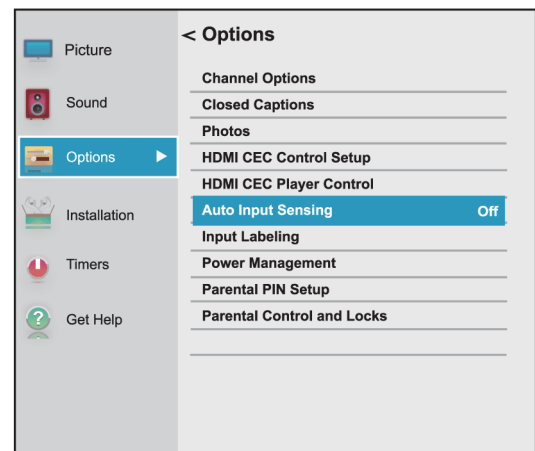 Picture
Sound
Options
Installation
Timers
Get Help
< Options
Channel Options
Closed Captions
Photos
HDMI CEC Control Setup
HDMI CEC Player Control
Auto Input Sensing Off
Input Labeling
Power Management
Parental PIN Setup
Parental Control and Locks